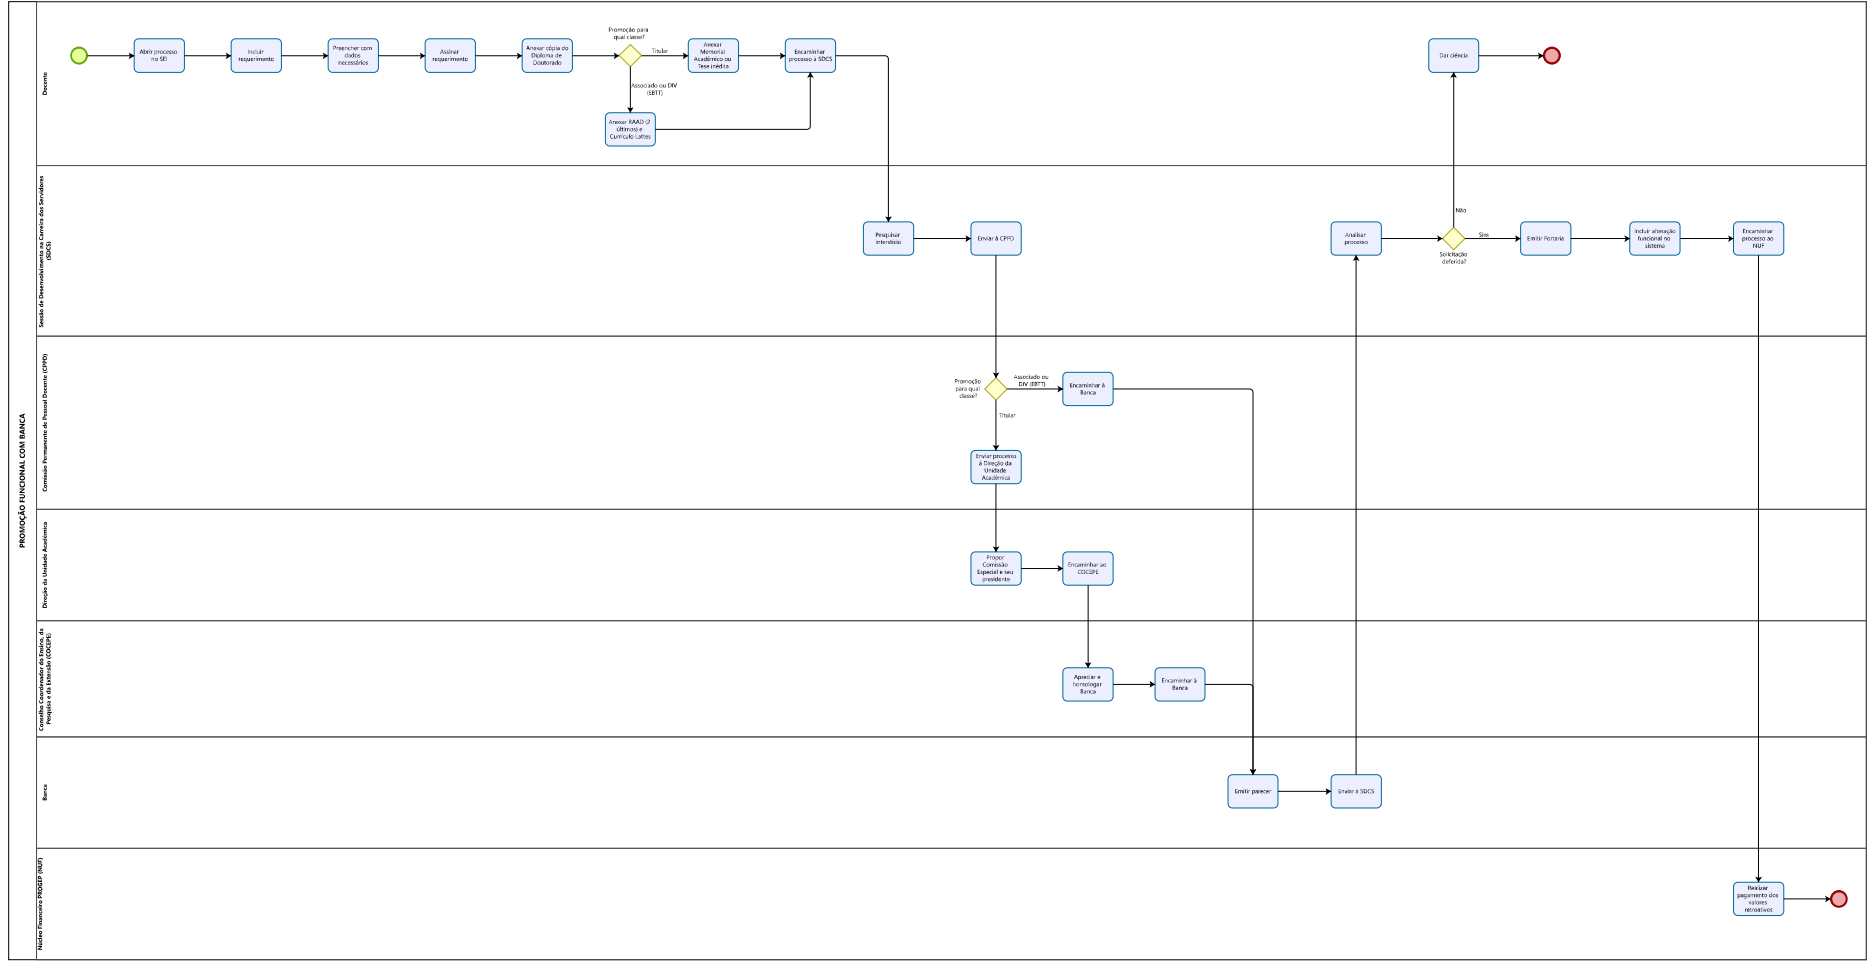 PROMOÇÃO FUNCIONAL COM BANCA
Docente
Abrir processo
no SEI
Incluir
requerimento
Preencher com
dados
necessários
Assinar
requerimento
Anexar cópia do
Diploma de
Doutorado
Promoção para
qual classe?
Titular
Associado ou DIV
(EBTT)
Anexar
Memorial
Acadêmico ou
Tese inédita
Encaminhar
processo à SDCS
Anexar RAAD (2
últimos) e
Currículo Lattes
Dar ciência
Sessão de Desenvolvimento na Carreira dos Servidores
(SDCS)
Pesquisar
interstício
Enviar à CPPD
Analisar
processo
Não
Solicitação
deferida?
Sim
Emitir Portaria
Incluir alteração
funcional no
sistema
Encaminhar
processo ao
NUF
Comissão Permanente de Pessoal Docente (CPPD)
Promoção
para qual
classe?
Associado ou
DIV (EBTT)
Encaminhar à
Banca
Titular
Enviar processo
à Direção da
Unidade
Acadêmica
Direção da Unidade Acadêmica
Propor
Comissão
Especial e seu
presidente
Encaminhar ao
COCEPE
Conselho Coordenador do Ensino, da
Pesquisa e da Extensão (COCEPE)
Apreciar e
homologar
Banca
Encaminhar à
Banca
Banca
Emitir parecer
Enviar à SDCS
Núcleo Financeiro PROGEP (NUF)
Realizar
pagamento dos
valores
retroativos